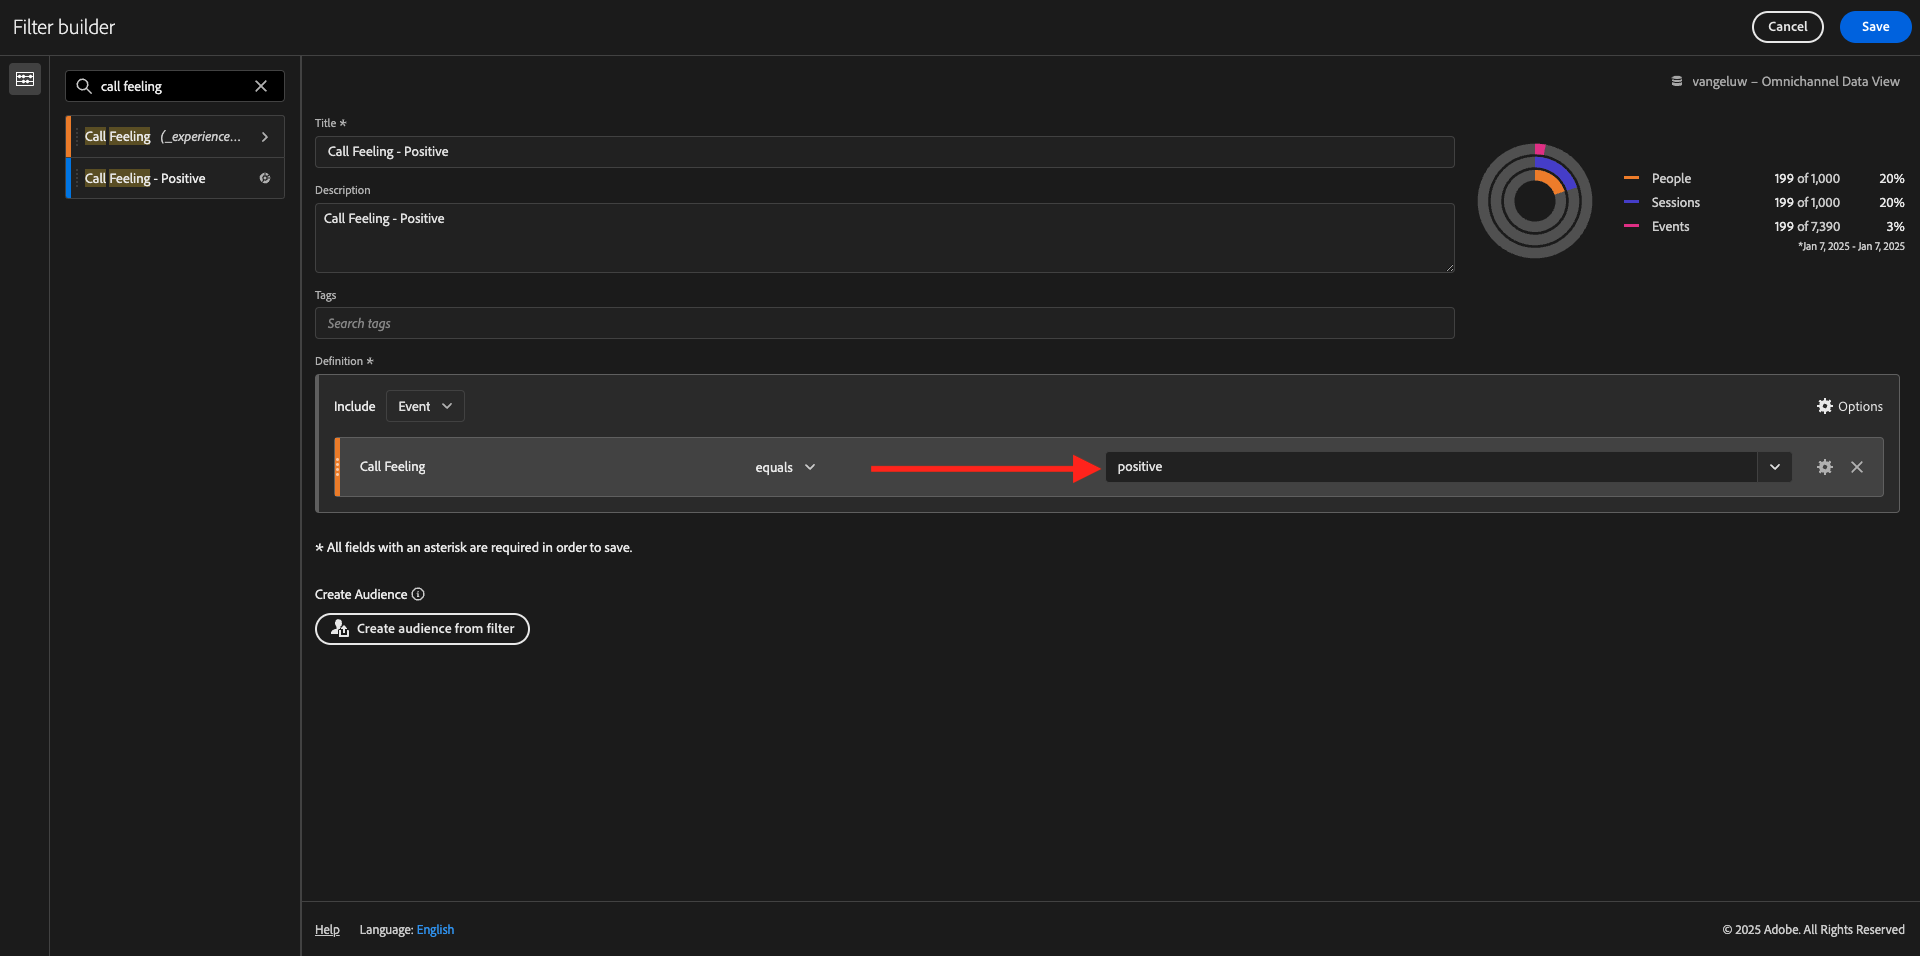 Filter builder
Cancel
Save
call feeling
Call Feeling (_experience...
Call Feeling - Positive
vangeluw – Omnichannel Data View
Title *
Call Feeling - Positive
Description
Call Feeling - Positive
Tags
Search tags
People 199 of 1,000 20%
Sessions 199 of 1,000 20%
Events 199 of 7,390 3%
*Jan 7, 2025 - Jan 7, 2025
Definition *
Include Event
Options
Call Feeling equals positive
* All fields with an asterisk are required in order to save.
Create Audience
Create audience from filter
Help Language: English
© 2025 Adobe. All Rights Reserved